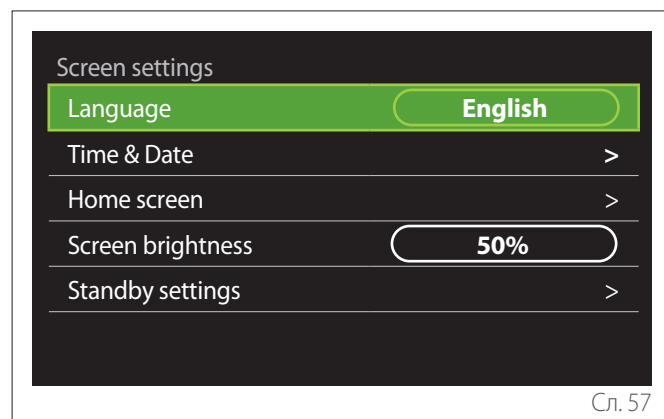 Screen settings
Language English
Time & Date >
Home screen >
Screen brightness 50%
Standby settings >
Сл. 57